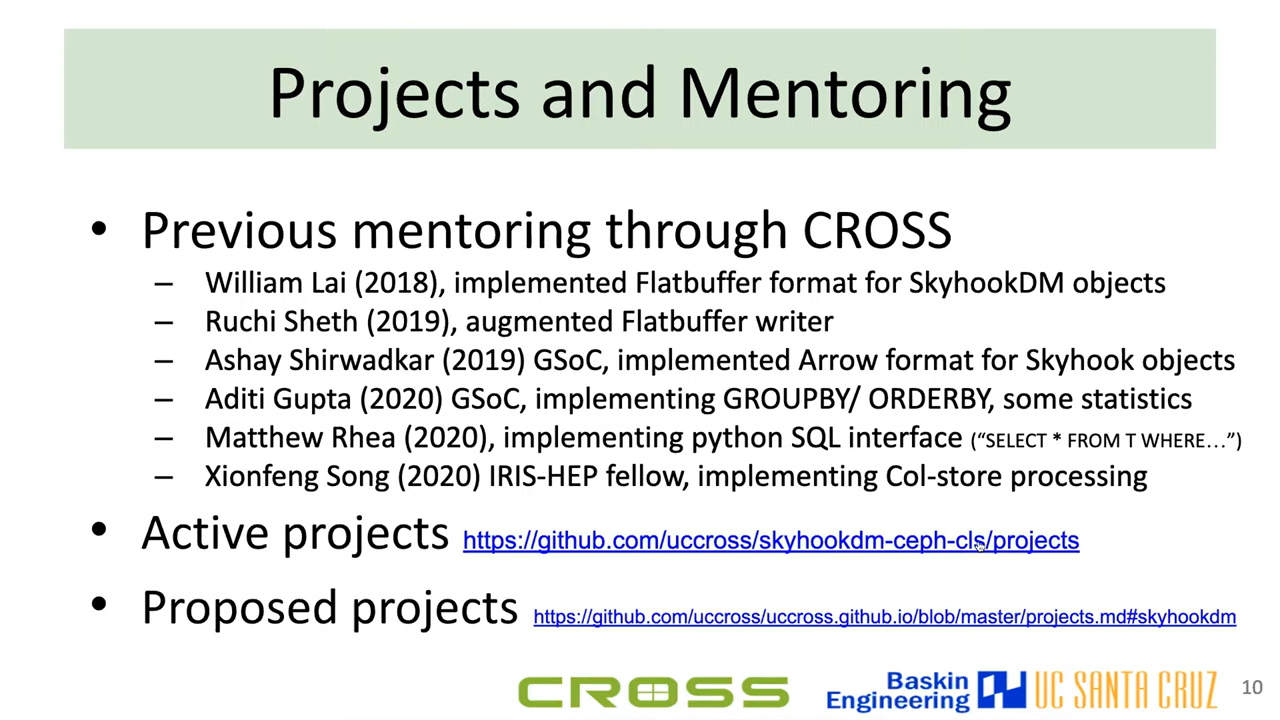 Projects and Mentoring
• Previous mentoring through CROSS
– William Lai (2018), implemented Flatbuffer format for SkyhookDM objects
– Ruchi Sheth (2019), augmented Flatbuffer writer
– Ashay Shirwadkar (2019) GSoC, implemented Arrow format for Skyhook objects
– Aditi Gupta (2020) GSoC, implementing GROUPBY/ ORDERBY, some statistics
– Matthew Rhea (2020), implementing python SQL interface (“SELECT * FROM T WHERE…”)
– Xionfeng Song (2020) IRIS-HEP fellow, implementing Col-store processing
• Active projects https://github.com/uccross/skyhookdm-ceph-cls/projects
• Proposed projects https://github.com/uccross/uccross.github.io/blob/master/projects.md#skyhookdm
CROSS
Baskin
Engineering
UC SANTA CRUZ
10